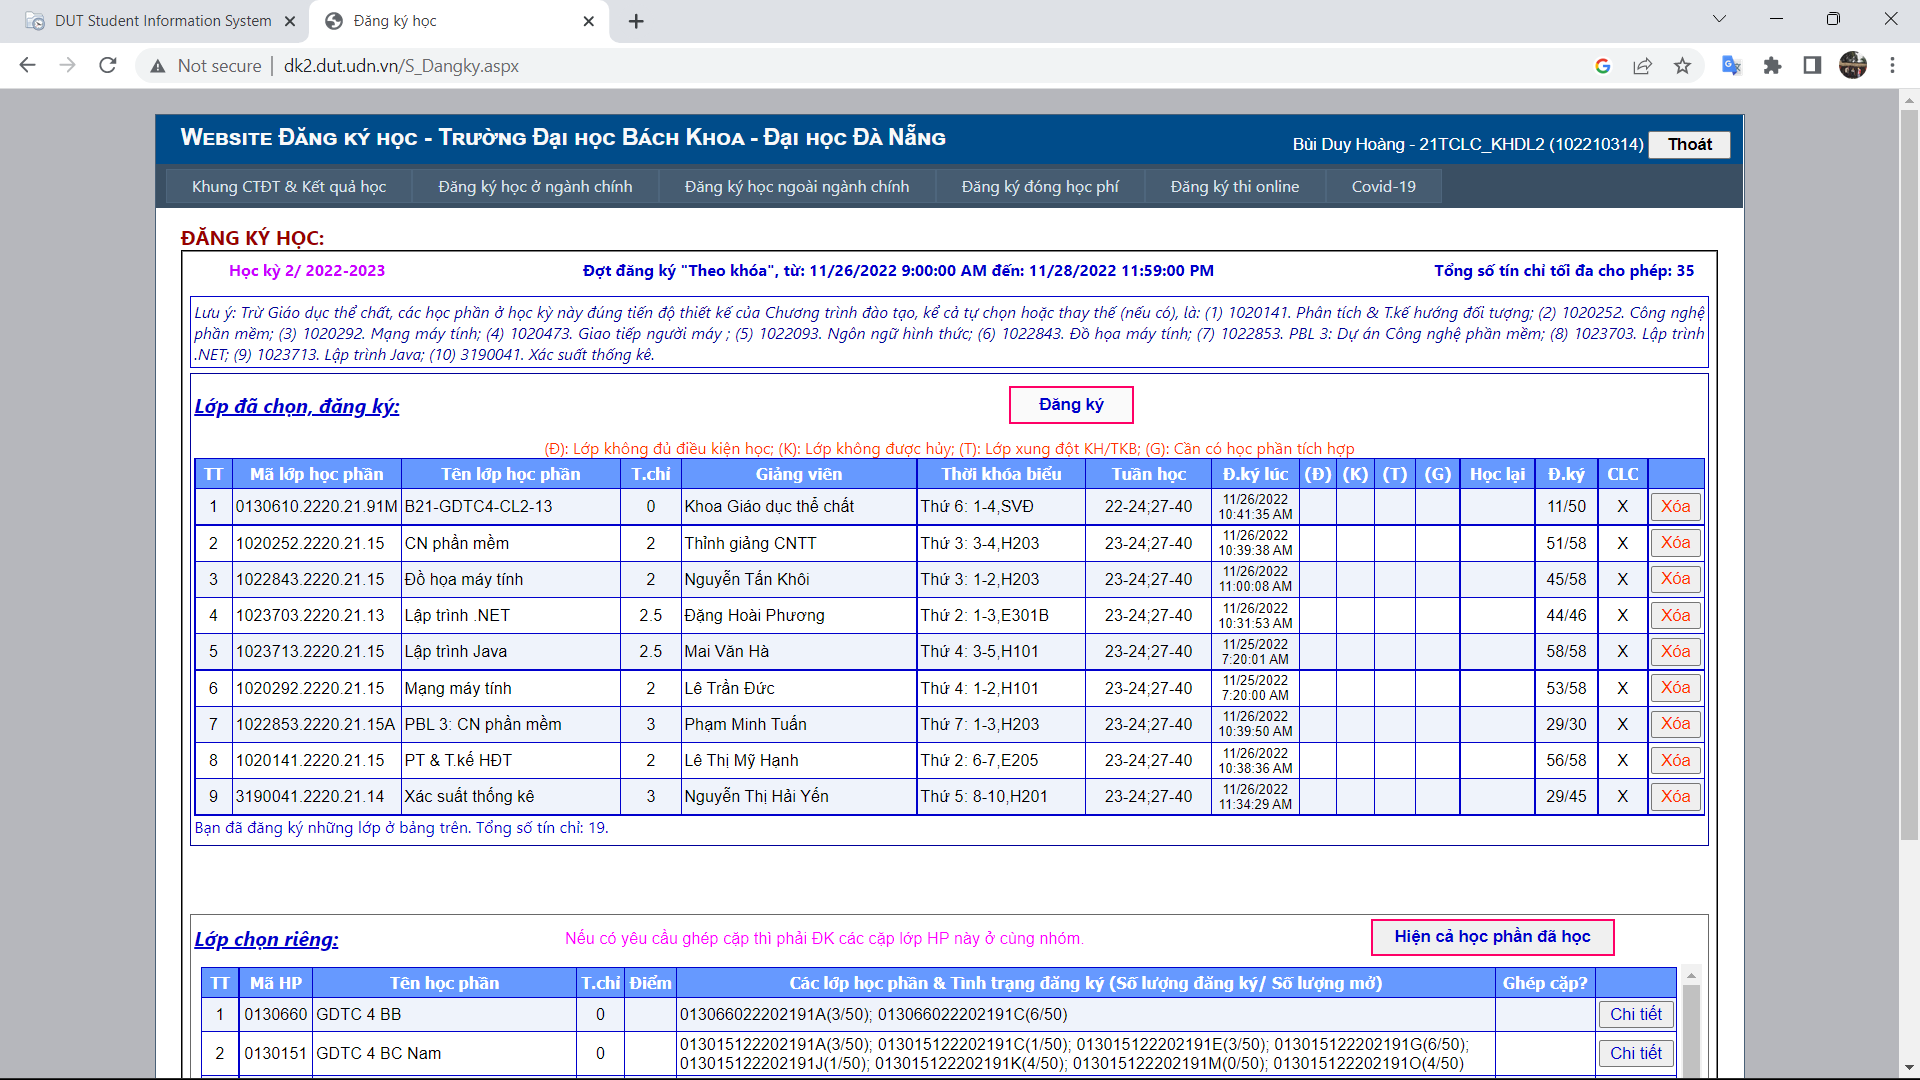 DUT Student Information System
Đăng ký học
Not secure
dk2.dut.udn.vn/S_Dangky.aspx
Website Đăng ký học - Trường Đại học Bách Khoa - Đại học Đà Nẵng
Bùi Duy Hoàng - 21TCLC_KHDL2 (102210314) Thoát
Khung CTĐT & Kết quả học Đăng ký học ở ngành chính Đăng ký học ngoài ngành chính Đăng ký đóng học phí Đăng ký thi online Covid-19
ĐĂNG KÝ HỌC:
Học kỳ 2/ 2022-2023 Đợt đăng ký "Theo khóa", từ: 11/26/2022 9:00:00 AM đến: 11/28/2022 11:59:00 PM Tổng số tín chỉ tối đa cho phép: 35
Lưu ý: Trừ Giáo dục thể chất, các học phần ở học kỳ này đúng tiến độ thiết kế của Chương trình đào tạo, kể cả tự chọn hoặc thay thế (nếu có), là: (1) 1020141. Phân tích & T.kế hướng đối tượng; (2) 1020252. Công nghệ
phần mềm; (3) 1020292. Mạng máy tính; (4) 1020473. Giao tiếp người máy ; (5) 1022093. Ngôn ngữ hình thức; (6) 1022843. Đồ họa máy tính; (7) 1022853. PBL 3: Dự án Công nghệ phần mềm; (8) 1023703. Lập trình
.NET; (9) 1023713. Lập trình Java; (10) 3190041. Xác suất thống kê.
Lớp đã chọn, đăng ký: Đăng ký
(Đ): Lớp không đủ điều kiện học; (K): Lớp không được hủy; (T): Lớp xung đột KH/TKB; (G): Cần có học phần tích hợp
TT Mã lớp học phần Tên lớp học phần T.chỉ Giảng viên Thời khóa biểu Tuần học Đ.ký lúc (Đ) (K) (T) (G) Học lại Đ.ký CLC
1 0130610.2220.21.91M B21-GDTC4-CL2-13 0 Khoa Giáo dục thể chất Thứ 6: 1-4,SVĐ 22-24;27-40 11/26/2022 10:41:35 AM 11/50 X Xóa
2 1020252.2220.21.15 CN phần mềm 2 Thỉnh giảng CNTT Thứ 3: 3-4,H203 23-24;27-40 11/26/2022 10:39:38 AM 51/58 X Xóa
3 1022843.2220.21.15 Đồ họa máy tính 2 Nguyễn Tấn Khôi Thứ 3: 1-2,H203 23-24;27-40 11/26/2022 11:00:08 AM 45/58 X Xóa
4 1023703.2220.21.13 Lập trình .NET 2.5 Đặng Hoài Phương Thứ 2: 1-3,E301B 23-24;27-40 11/26/2022 10:31:53 AM 44/46 X Xóa
5 1023713.2220.21.15 Lập trình Java 2.5 Mai Văn Hà Thứ 4: 3-5,H101 23-24;27-40 11/25/2022 7:20:01 AM 58/58 X Xóa
6 1020292.2220.21.15 Mạng máy tính 2 Lê Trần Đức Thứ 4: 1-2,H101 23-24;27-40 11/25/2022 7:20:00 AM 53/58 X Xóa
7 1022853.2220.21.15A PBL 3: CN phần mềm 3 Phạm Minh Tuấn Thứ 7: 1-3,H203 23-24;27-40 11/26/2022 10:39:50 AM 29/30 X Xóa
8 1020141.2220.21.15 PT & T.kế HĐT 2 Lê Thị Mỹ Hạnh Thứ 2: 6-7,E205 23-24;27-40 11/26/2022 10:38:36 AM 56/58 X Xóa
9 3190041.2220.21.14 Xác suất thống kê 3 Nguyễn Thị Hải Yến Thứ 5: 8-10,H201 23-24;27-40 11/26/2022 11:34:29 AM 29/45 X Xóa
Bạn đã đăng ký những lớp ở bảng trên. Tổng số tín chỉ: 19.
Lớp chọn riêng: Nếu có yêu cầu ghép cặp thì phải ĐK các cặp lớp HP này ở cùng nhóm. Hiện cả học phần đã học
TT Mã HP Tên học phần T.chỉ Điểm Các lớp học phần & Tình trạng đăng ký (Số lượng đăng ký/ Số lượng mở) Ghép cặp?
1 0130660 GDTC 4 BB 0 013066022202191A(3/50); 013066022202191C(6/50) Chi tiết
2 0130151 GDTC 4 BC Nam 0 013015122202191A(3/50); 013015122202191C(1/50); 013015122202191E(3/50); 013015122202191G(6/50);
013015122202191J(1/50); 013015122202191K(4/50); 013015122202191M(0/50); 013015122202191O(4/50) Chi tiết